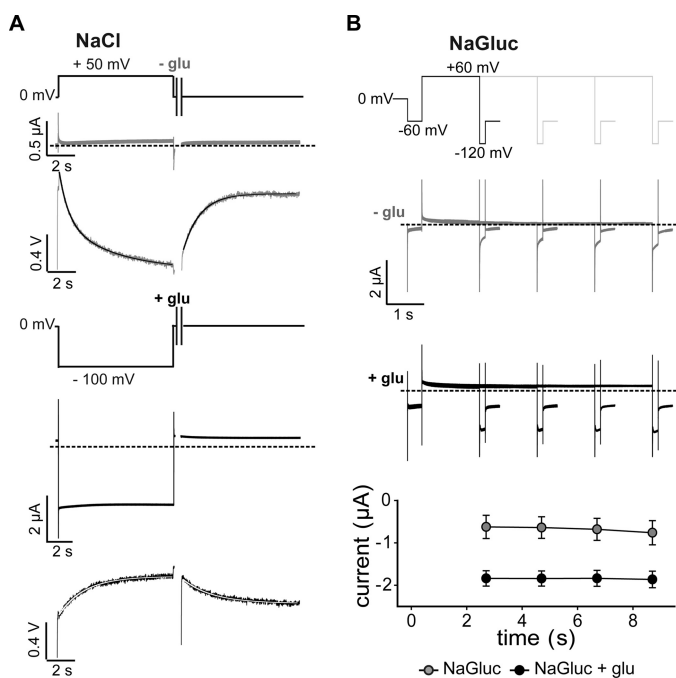 A
NaCl
+ 50 mV
- glu
0 mV
0.5 µA
2 s
0.4 V
2 s
+ glu
0 mV
- 100 mV
2 µA
2 s
0.4 V
2 s
B
NaGluc
+60 mV
0 mV
-60 mV
-120 mV
- glu
2 µA
1 s
+ glu
current (µA)
0
-1
-2
0 2 4 6 8
time (s)
NaGluc NaGluc + glu